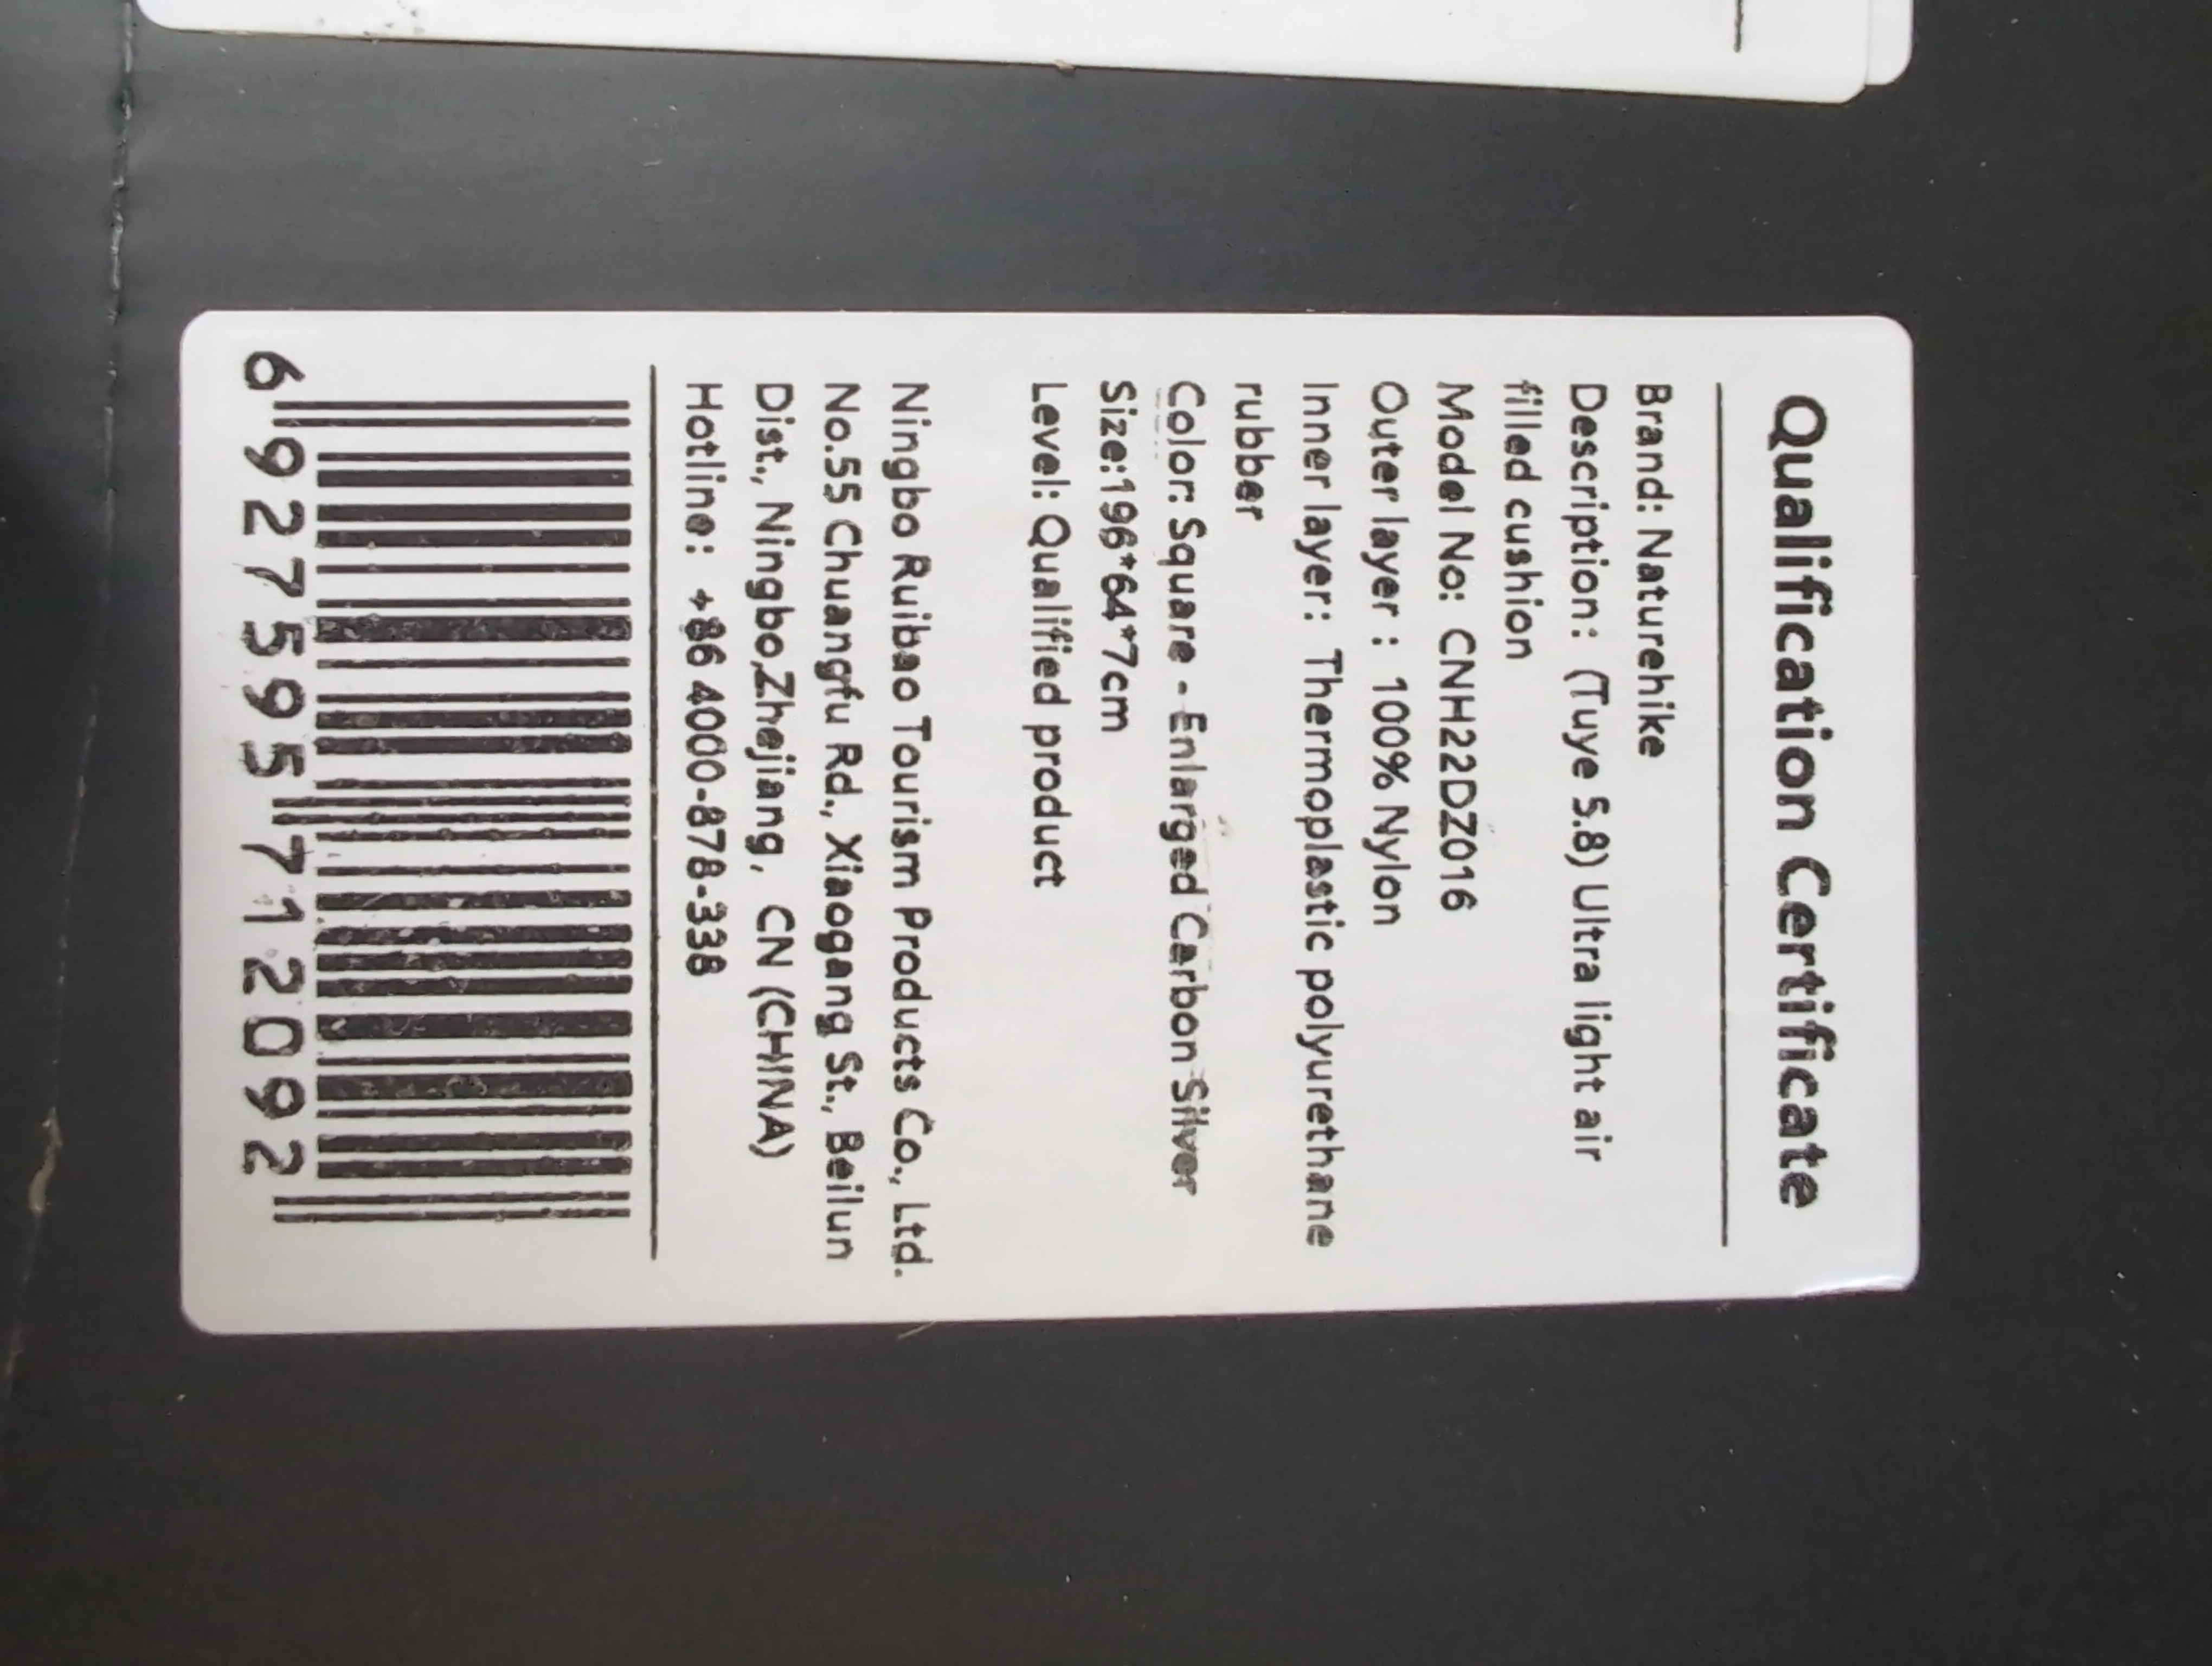 Qualification Certificate
Brand: Naturehike
Description: (Tuye 5.8) Ultra light air
filled cushion
Model No: CNH22DZ016
Outer layer : 100% Nylon
Inner layer: Thermoplastic polyurethane
rubber
Color: Square - Enlarged Carbon Silver
Size:196*64*7cm
Level: Qualified product
Ningbo Ruibao Tourism Products Co., Ltd.
No.55 Chuangfu Rd., Xiaogang St., Beilun
Dist., Ningbo,Zhejiang, CN (CHINA)
Hotline: +86 4000-878-338
6 927595 712092